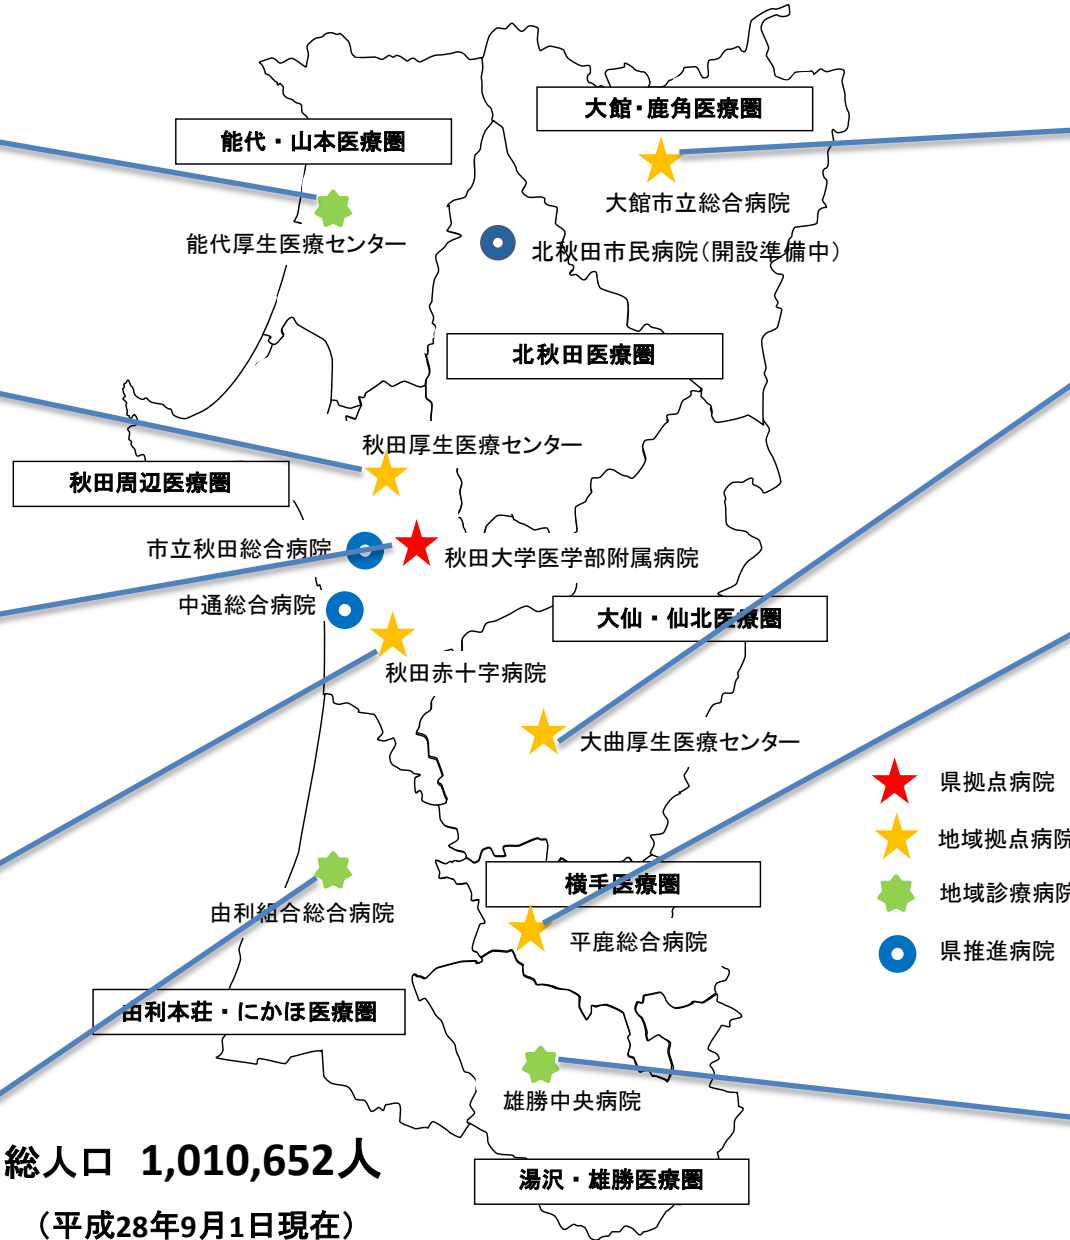 大館・鹿角医療圏
能代・山本医療圏
大館市立総合病院
能代厚生医療センター
北秋田市民病院（開設準備中）
北秋田医療圏
秋田厚生医療センター
秋田周辺医療圏
市立秋田総合病院
秋田大学医学部附属病院
中通総合病院
大仙・仙北医療圏
秋田赤十字病院
大曲厚生医療センター
県拠点病院
地域拠点病院
地域診療病院
県推進病院
横手医療圏
由利組合総合病院
平鹿総合病院
由利本荘・にかほ医療圏
雄勝中央病院
総人口 1,010,652人
湯沢・雄勝医療圏
（平成28年9月1日現在）